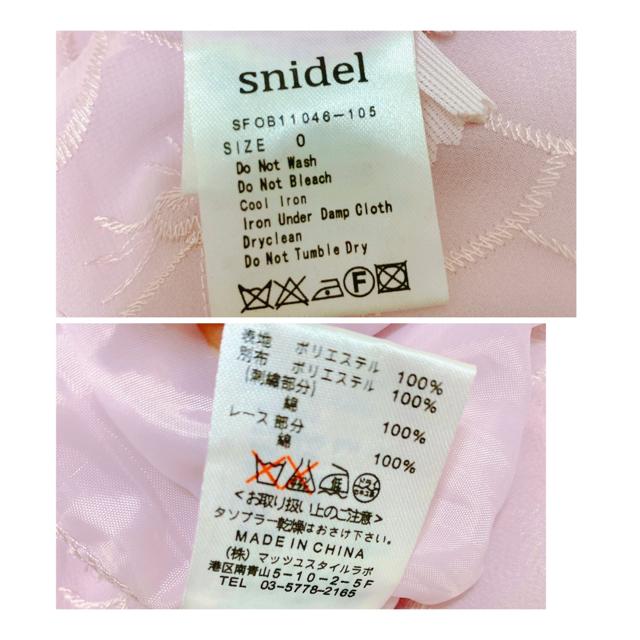 snidel
SFOB11046-105
SIZE 0
Do Not Wash
Do Not Bleach
Cool Iron
Iron Under Damp Cloth
Dryclean
Do Not Tumble Dry
F
表地 ポリエステル 100%
別布 ポリエステル 100%
(刺繍部分)
綿 100%
レース部分
綿 100%
低
<お取り扱い上のご注意>
タンブラー乾燥はおさけ下さい。
MADE IN CHINA
(株) マッシュスタイルラボ
港区南青山5-10-2-5F
TEL 03-5778-2165